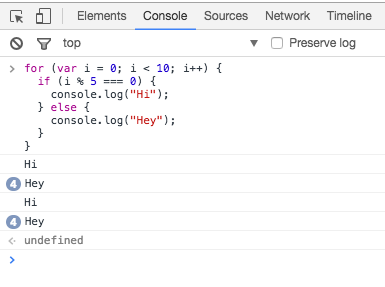 Elements Console Sources Network Timeline
top Preserve log
for (var i = 0; i < 10; i++) {
  if (i % 5 === 0) {
    console.log("Hi");
  } else {
    console.log("Hey");
  }
}
Hi
4 Hey
Hi
4 Hey
undefined